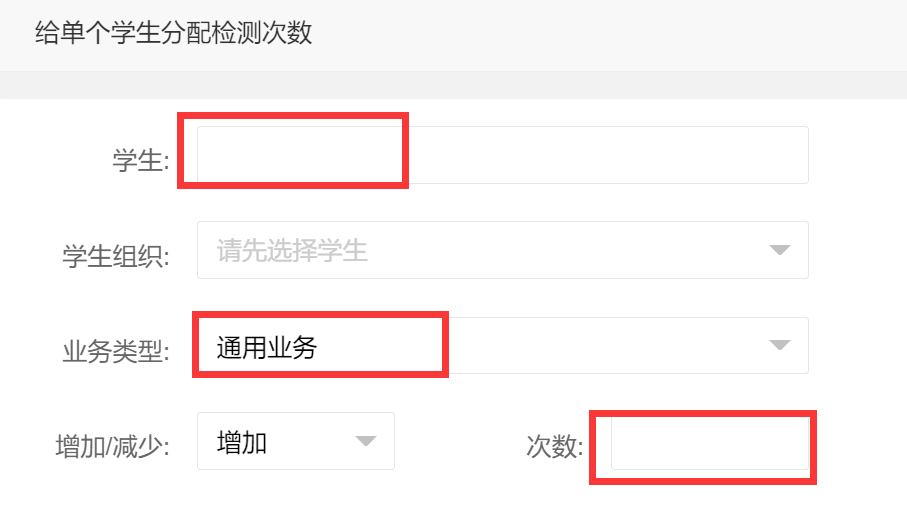 给单个学生分配检测次数
学生:
学生组织: 请先选择学生
业务类型: 通用业务
增加/减少: 增加 次数: